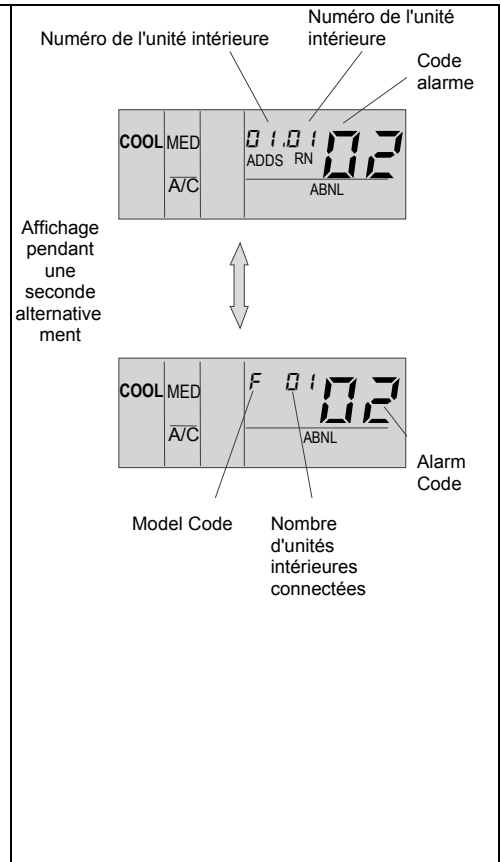 Numéro de l'unité intérieure
Numéro de l'unité
intérieure
Code
alarme
COOL MED 01.01 02
ADDS RN
A/C ABNL
Affichage
pendant
une
seconde
alternative
ment
COOL MED F 01 02
A/C ABNL
Alarm
Code
Model Code
Nombre
d'unités
intérieures
connectées